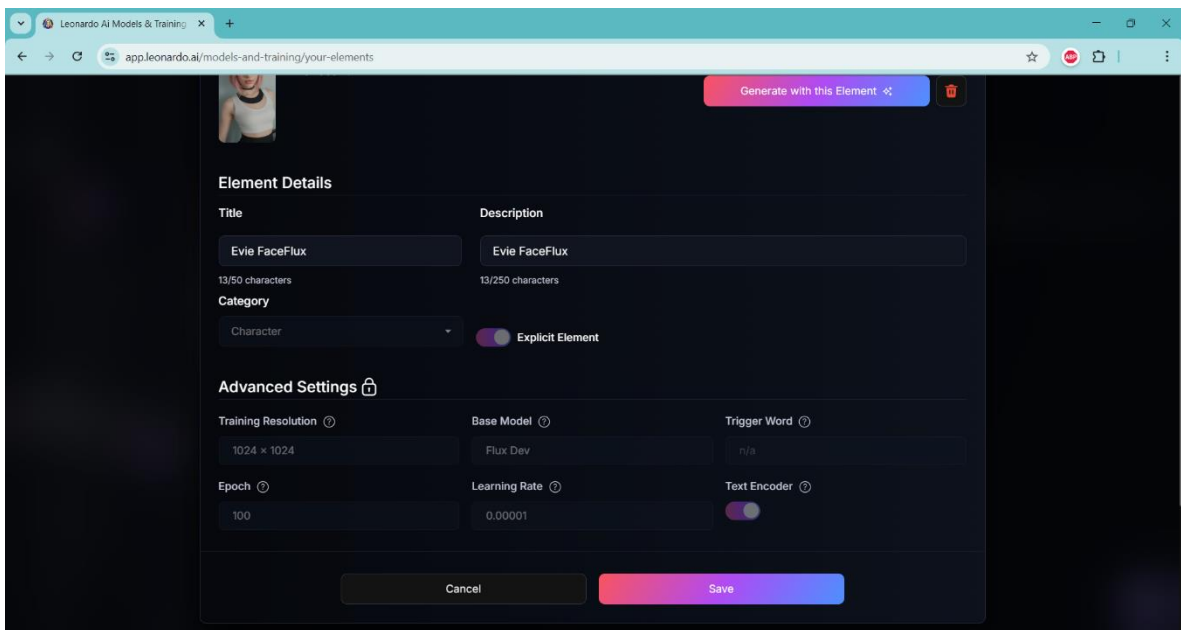 Leonardo Ai Models & Training
app.leonardo.ai/models-and-training/your-elements
ABP
Generate with this Element
Element Details
Title
Description
Evie FaceFlux
Evie FaceFlux
13/50 characters
13/250 characters
Category
Character
Explicit Element
Advanced Settings
Training Resolution ?
Base Model ?
Trigger Word ?
1024 × 1024
Flux Dev
n/a
Epoch ?
Learning Rate ?
Text Encoder ?
100
0.00001
Cancel
Save